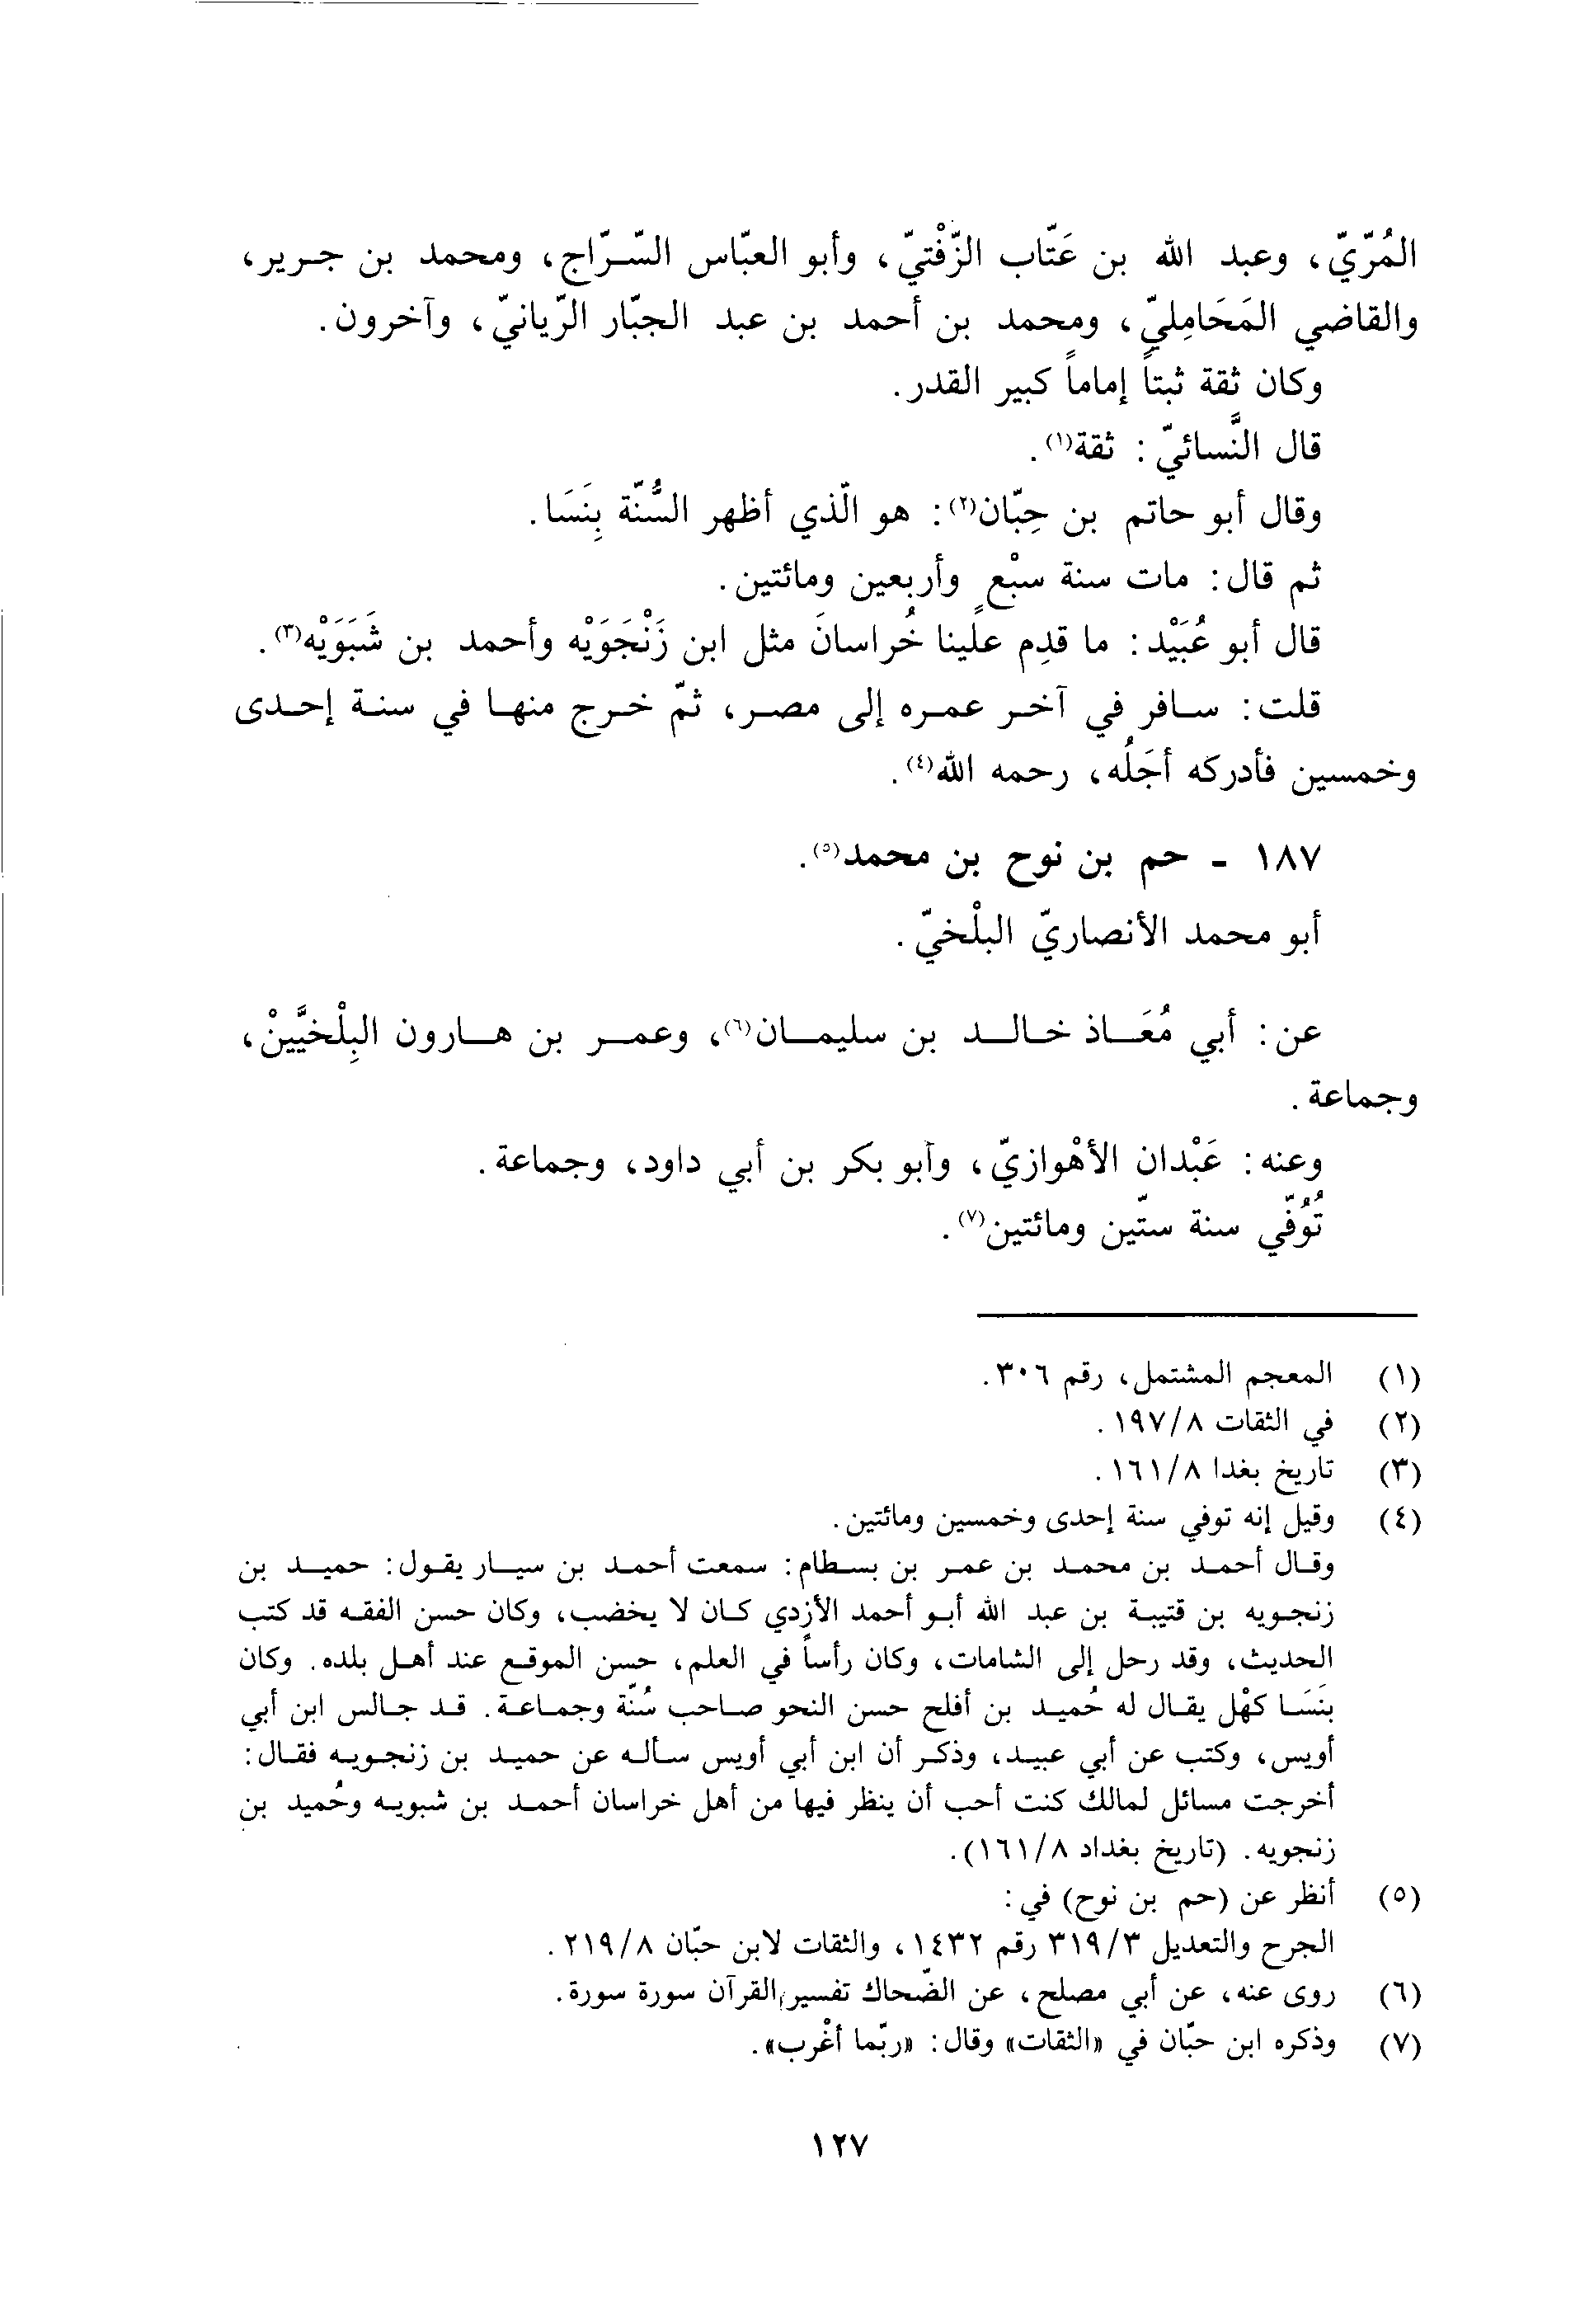 المُرّيّ، وعبد الله بن عَتّاب الزّفْتيّ، وأبو العبّاس السّرّاج، ومحمد بن جرير،
والقاضي المَحَامِليّ، ومحمد بن أحمد بن عبد الجبّار الرّيانيّ، وآخرون.
وكان ثقة ثبتاً إماماً كبير القدر.
قال النَّسائيّ: ثقة(١).
وقال أبو حاتم بن حِبّان(٢): هو الّذي أظهر السُّنّة بِنَسَا.
ثم قال: مات سنة سبْعٍ وأربعين ومائتين.
قال أبو عُبَيْد: ما قدِم علينا خُراسانَ مثل ابن زَنْجَوَيْه وأحمد بن شَبَوَيْه(٣).
قلت: سافر في آخر عمره إلى مصر، ثمّ خرج منها في سنة إحدى
وخمسين فأدركه أجَلُه، رحمه الله(٤).
١٨٧ - حم بن نوح بن محمد(٥).
أبو محمد الأنصاريّ البلْخيّ.
عن: أبي مُعَاذ خالد بن سليمان(٦)، وعمر بن هارون البِلْخيَّينْ،
وجماعة.
وعنه: عَبْدان الأهْوازيّ، وأبو بكر بن أبي داود، وجماعة.
تُوُفّي سنة ستّين ومائتين(٧).
(١) المعجم المشتمل، رقم ٣٠٦.
(٢) في الثقات ١٩٧/٨.
(٣) تاريخ بغدا ١٦١/٨.
(٤) وقيل إنه توفي سنة إحدى وخمسين ومائتين.
وقال أحمد بن محمد بن عمر بن بسطام: سمعت أحمد بن سيار يقول: حميد بن
زنجويه بن قتيبة بن عبد الله أبو أحمد الأزدي كان لا يخضب، وكان حسن الفقه قد كتب
الحديث، وقد رحل إلى الشامات، وكان رأساً في العلم، حسن الموقع عند أهل بلده. وكان
بنَسَا كهْل يقال له حُميد بن أفلح حسن النحو صاحب سُنّة وجماعة. قد جالس ابن أبي
أويس، وكتب عن أبي عبيد، وذكر أن ابن أبي أويس سأله عن حميد بن زنجويه فقال:
أخرجت مسائل لمالك كنت أحب أن ينظر فيها من أهل خراسان أحمد بن شبويه وحُميد بن
زنجويه. (تاريخ بغداد ١٦١/٨).
(٥) أنظر عن (حم بن نوح) في:
الجرح والتعديل ٣١٩/٣ رقم ١٤٣٢، والثقات لابن حبّان ٢١٩/٨.
(٦) روى عنه، عن أبي مصلح، عن الضّحاك تفسير القرآن سورة سورة.
(٧) وذكره ابن حبّان في «الثقات» وقال: «ربّما أغْرب».
١٢٧